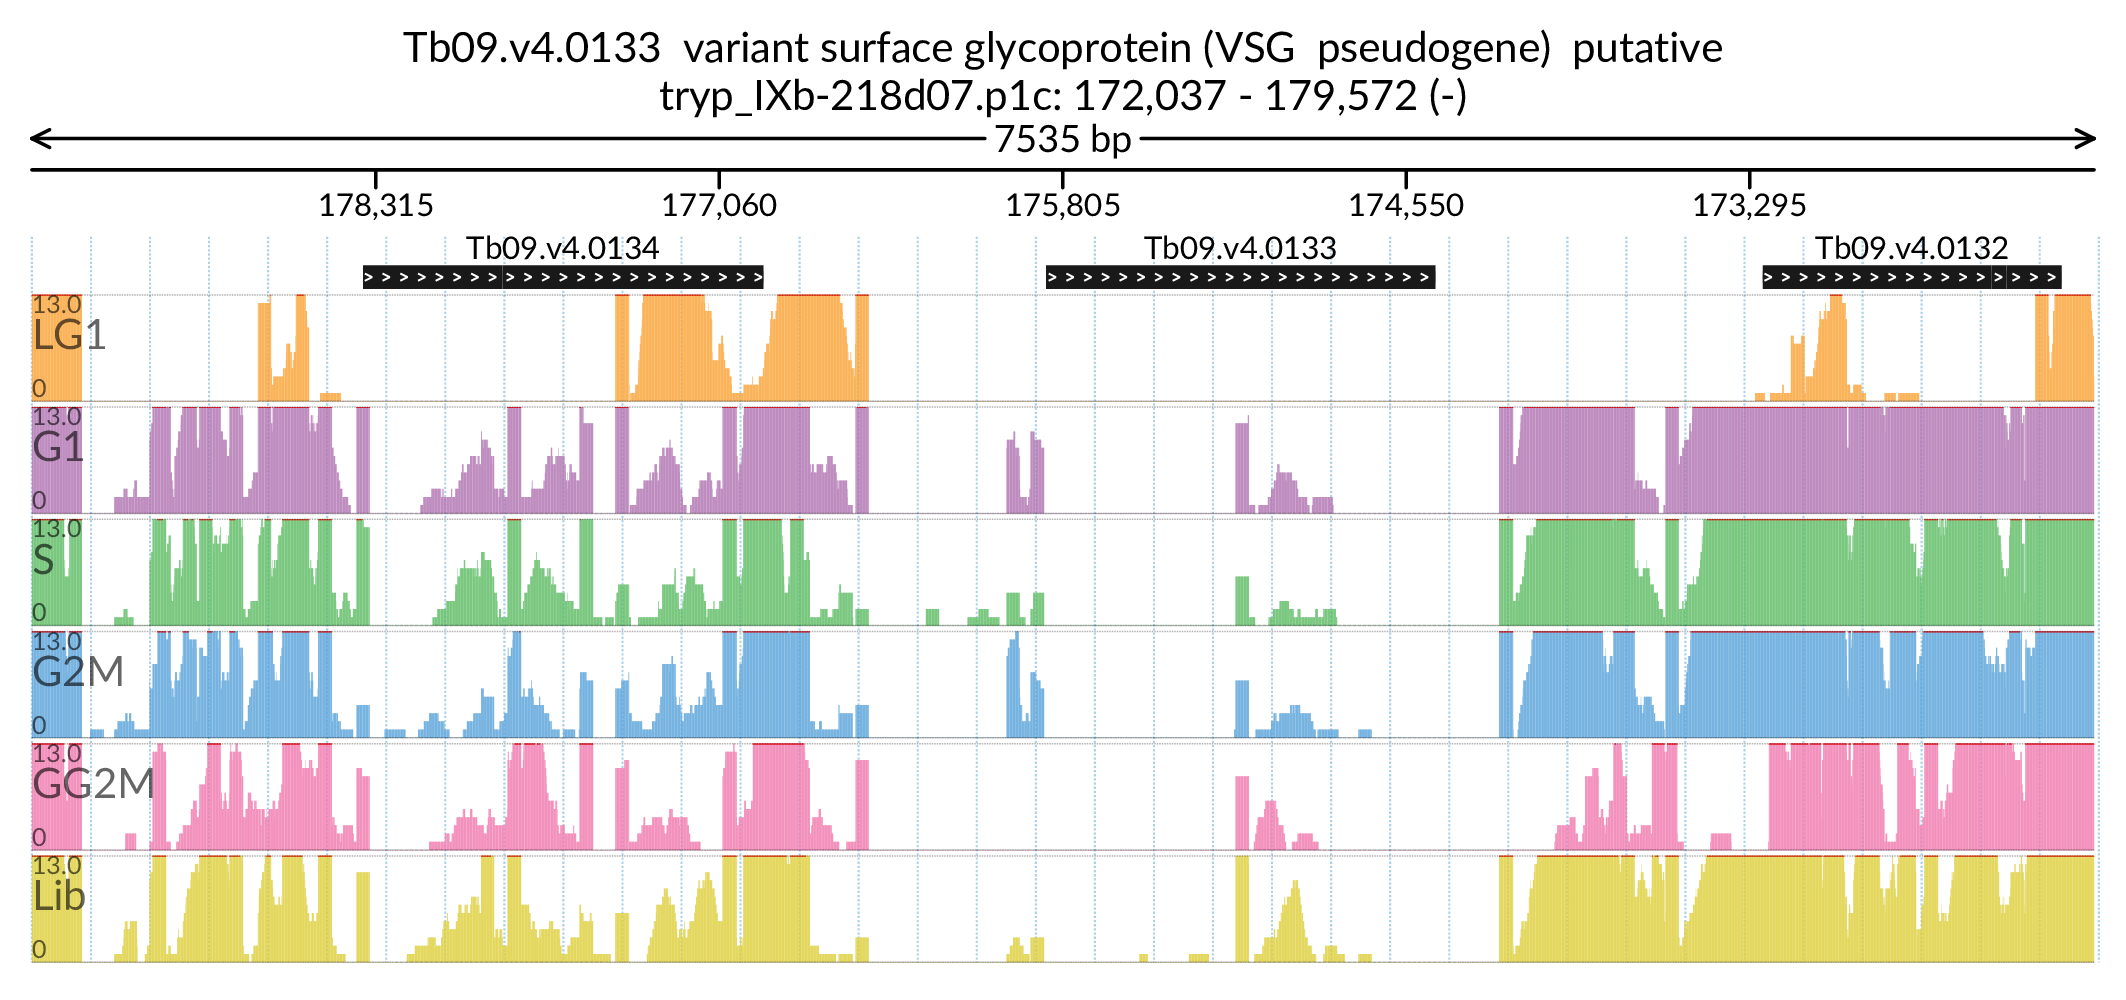 Tb09.v4.0133  variant surface glycoprotein (VSG  pseudogene)  putative
tryp_IXb-218d07.p1c: 172,037 - 179,572 (-)
7535 bp
178,315 177,060 175,805 174,550 173,295
Tb09.v4.0134 Tb09.v4.0133 Tb09.v4.0132
13.0
LG1
0
13.0
G1
0
13.0
S
0
13.0
G2M
0
13.0
GG2M
0
13.0
Lib
0